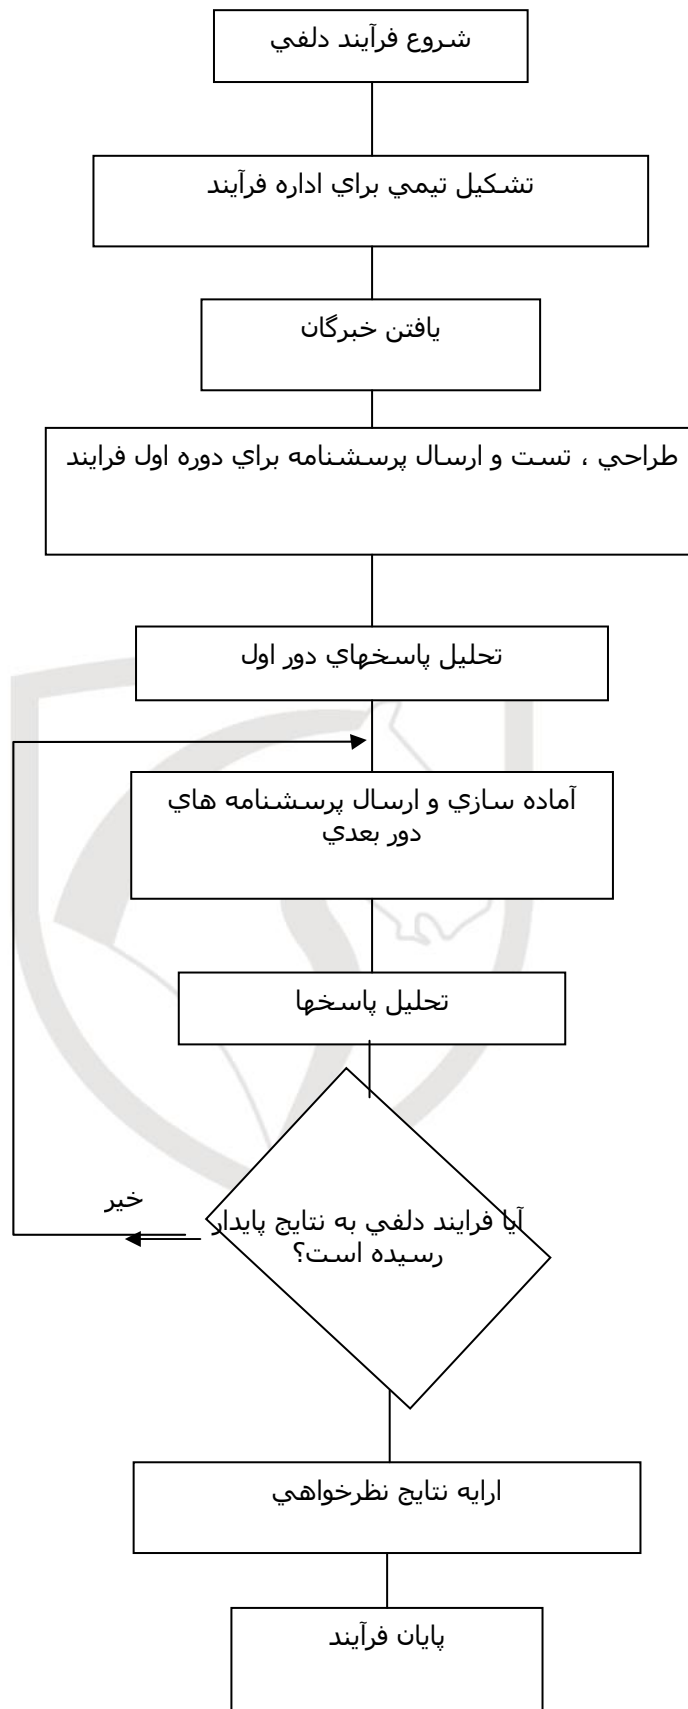 شروع فرآيند دلفي
تشكيل تيمي براي اداره فرآيند
يافتن خبرگان
طراحي ، تست و ارسال پرسشنامه براي دوره اول فرايند
تحليل پاسخهاي دور اول
آماده سازي و ارسال پرسشنامه هاي
دور بعدي
تحليل پاسخها
خير
آيا فرايند دلفي به نتايج پايدار
رسيده است؟
ارايه نتايج نظرخواهي
پايان فرآيند